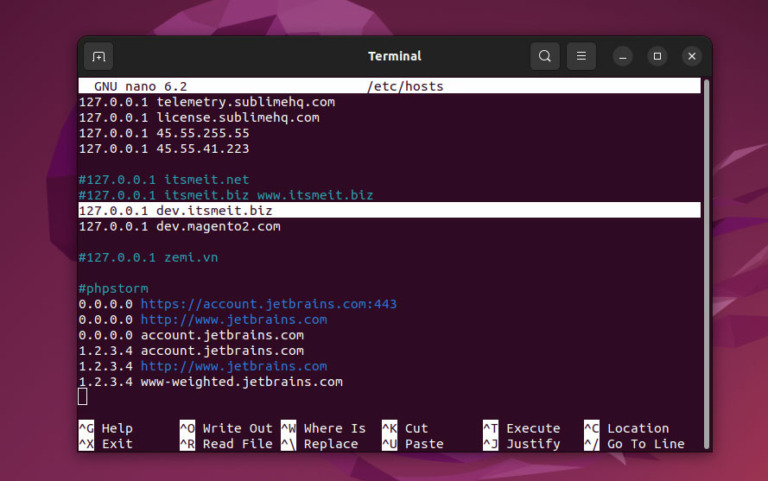 Terminal
GNU nano 6.2 /etc/hosts
127.0.0.1 telemetry.sublimehq.com
127.0.0.1 license.sublimehq.com
127.0.0.1 45.55.255.55
127.0.0.1 45.55.41.223
#127.0.0.1 itsmeit.net
#127.0.0.1 itsmeit.biz www.itsmeit.biz
127.0.0.1 dev.itsmeit.biz
127.0.0.1 dev.magento2.com
#127.0.0.1 zemi.vn
#phpstorm
0.0.0.0 https://account.jetbrains.com:443
0.0.0.0 http://www.jetbrains.com
0.0.0.0 account.jetbrains.com
1.2.3.4 account.jetbrains.com
1.2.3.4 http://www.jetbrains.com
1.2.3.4 www-weighted.jetbrains.com
^G Help ^O Write Out ^W Where Is ^K Cut ^T Execute ^C Location
^X Exit ^R Read File ^\ Replace ^U Paste ^J Justify ^/ Go To Line